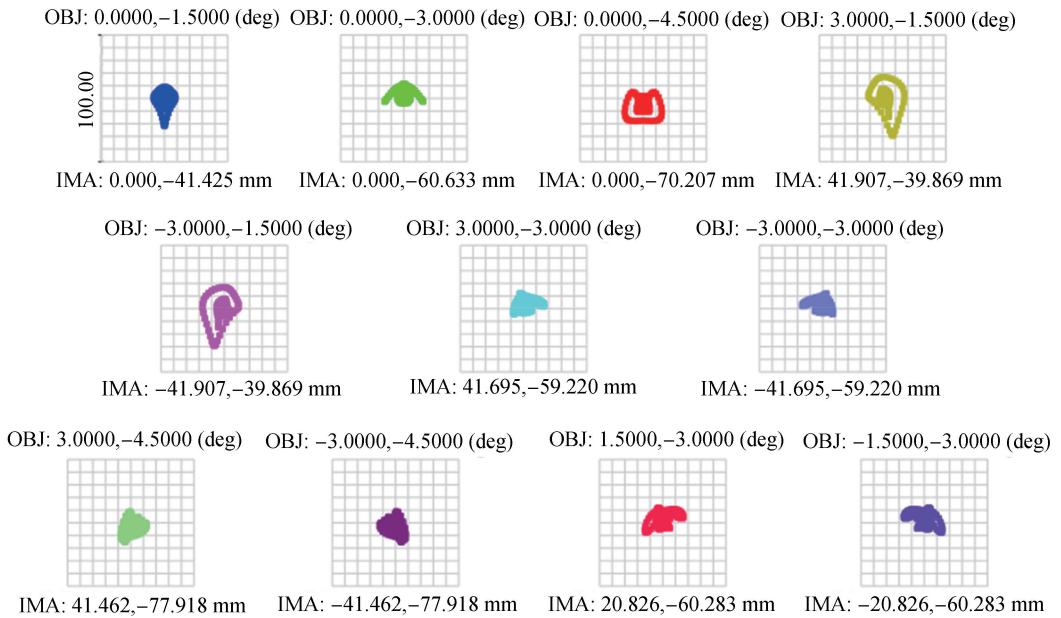 OBJ: 0.0000,−1.5000 (deg)
OBJ: 0.0000,−3.0000 (deg)
OBJ: 0.0000,−4.5000 (deg)
OBJ: 3.0000,−1.5000 (deg)
100.00
IMA: 0.000,−41.425 mm
IMA: 0.000,−60.633 mm
IMA: 0.000,−70.207 mm
IMA: 41.907,−39.869 mm
OBJ: −3.0000,−1.5000 (deg)
OBJ: 3.0000,−3.0000 (deg)
OBJ: −3.0000,−3.0000 (deg)
IMA: −41.907,−39.869 mm
IMA: 41.695,−59.220 mm
IMA: −41.695,−59.220 mm
OBJ: 3.0000,−4.5000 (deg)
OBJ: −3.0000,−4.5000 (deg)
OBJ: 1.5000,−3.0000 (deg)
OBJ: −1.5000,−3.0000 (deg)
IMA: 41.462,−77.918 mm
IMA: −41.462,−77.918 mm
IMA: 20.826,−60.283 mm
IMA: −20.826,−60.283 mm